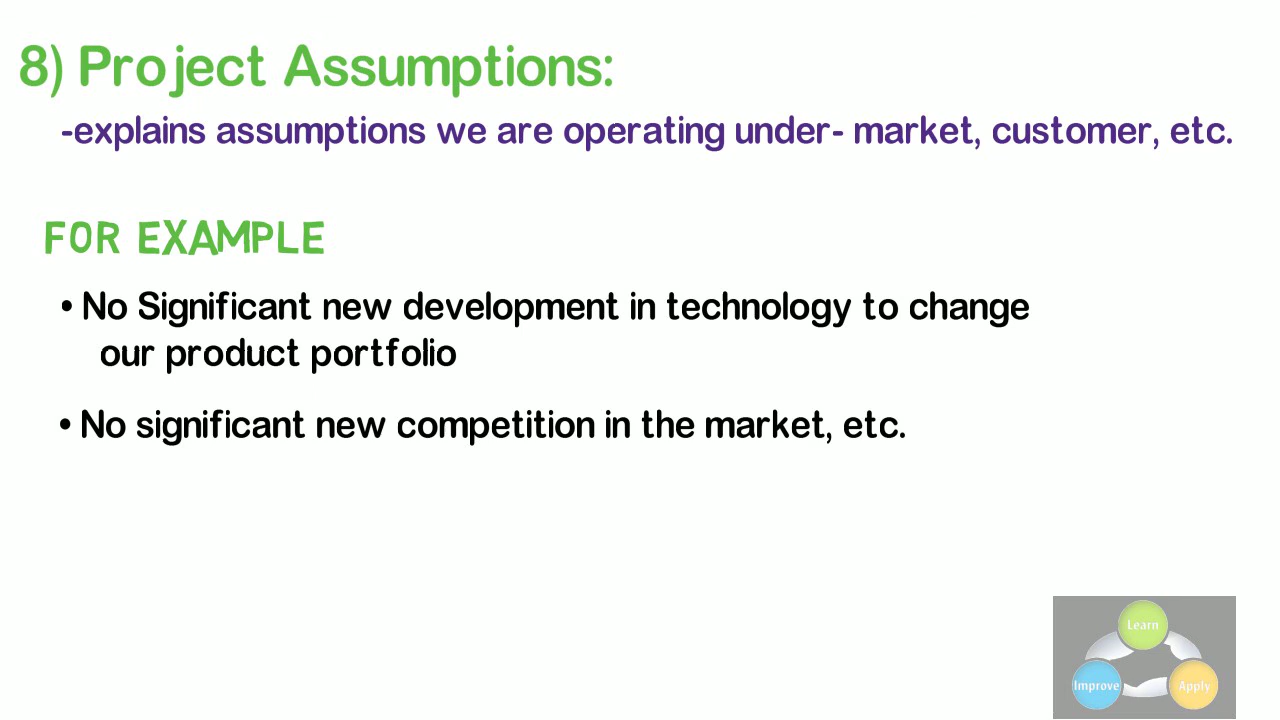 8) Project Assumptions:
-explains assumptions we are operating under- market, customer, etc.
FOR EXAMPLE
• No Significant new development in technology to change
our product portfolio
• No significant new competition in the market, etc.
Learn
Improve
Apply